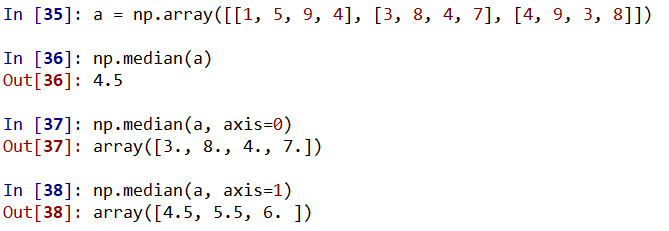 In [35]: a = np.array([[1, 5, 9, 4], [3, 8, 4, 7], [4, 9, 3, 8]])
In [36]: np.median(a)
Out[36]: 4.5
In [37]: np.median(a, axis=0)
Out[37]: array([3., 8., 4., 7.])
In [38]: np.median(a, axis=1)
Out[38]: array([4.5, 5.5, 6. ])